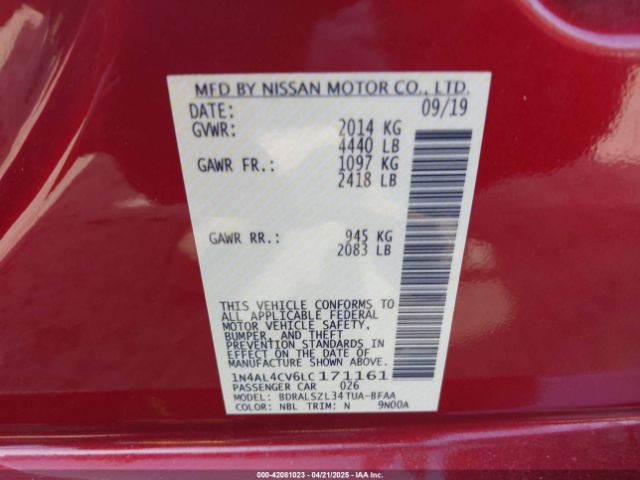 MFD BY NISSAN MOTOR CO., LTD.
DATE: 09/19
GVWR: 2014 KG
4440 LB
GAWR FR.: 1097 KG
2418 LB
GAWR RR.: 945 KG
2083 LB
THIS VEHICLE CONFORMS TO
ALL APPLICABLE FEDERAL
MOTOR VEHICLE SAFETY,
BUMPER, AND THEFT
PREVENTION STANDARDS IN EFFECT ON THE DATE OF
MANUFACTURE SHOWN ABOVE.
1N4AL4CV6LC171161
PASSENGER CAR 026
MODEL: BDRALSZL34TUA-BFAA
COLOR: NBL TRIM: N 9N00A
000-42081023 - 04/21/2025 - IAAI.COM